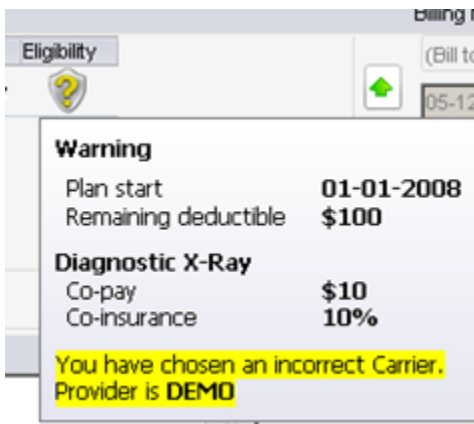 Billing
Eligibility
(Bill to
05-12
Warning
Plan start 01-01-2008
Remaining deductible $100
Diagnostic X-Ray
Co-pay $10
Co-insurance 10%
You have chosen an incorrect Carrier.
Provider is DEMO